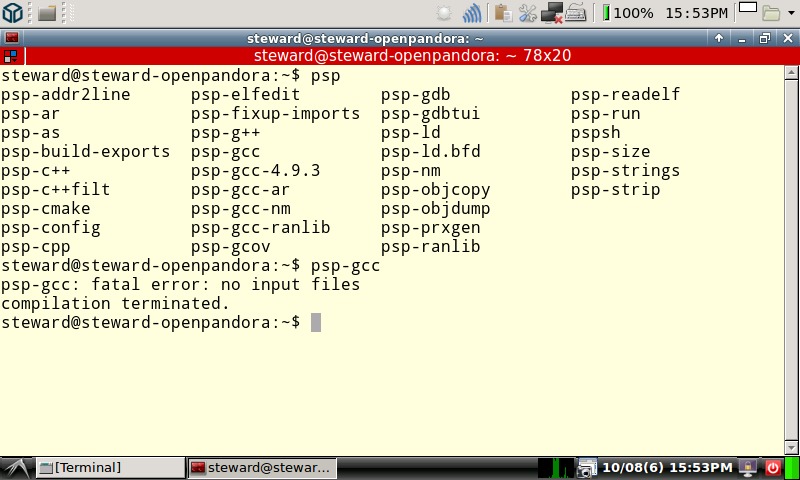 100% 15:53PM
steward@steward-openpandora: ~
steward@steward-openpandora: ~ 78x20
steward@steward-openpandora:~$ psp
psp-addr2line psp-elfedit psp-gdb psp-readelf
psp-ar psp-fixup-imports psp-gdbtui psp-run
psp-as psp-g++ psp-ld pspsh
psp-build-exports psp-gcc psp-ld.bfd psp-size
psp-c++ psp-gcc-4.9.3 psp-nm psp-strings
psp-c++filt psp-gcc-ar psp-objcopy psp-strip
psp-cmake psp-gcc-nm psp-objdump
psp-config psp-gcc-ranlib psp-prxgen
psp-cpp psp-gcov psp-ranlib
steward@steward-openpandora:~$ psp-gcc
psp-gcc: fatal error: no input files
compilation terminated.
steward@steward-openpandora:~$
[Terminal] steward@stewar... 10/08(6) 15:53PM